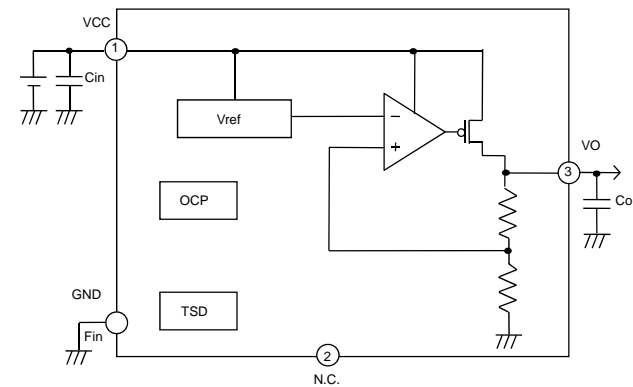 VCC
1
Cin
Vref
−
+
VO
3
Co
OCP
GND
Fin
TSD
2
N.C.